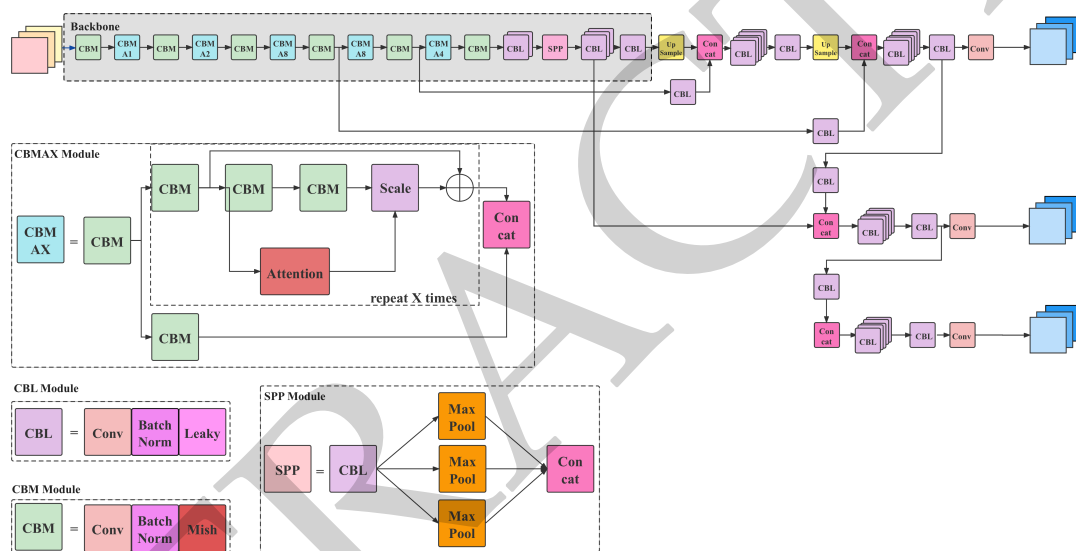 Backbone
CBM
CBM
A1
CBM
CBM
A2
CBM
CBM
A8
CBM
CBM
A8
CBM
CBM
A4
CBM
CBL
SPP
CBL
CBL
Up
Sample
Con
cat
CBL
CBL
Up
Sample
Con
cat
CBL
CBL
Conv
CBL
CBL
CBL
Con
cat
CBL
CBL
Conv
CBL
Con
cat
CBL
CBL
Conv
CBMAX Module
CBM
AX
=
CBM
CBM
CBM
CBM
Scale
Attention
repeat X times
CBM
Con
cat
CBL Module
CBL
=
Conv
Batch
Norm
Leaky
CBM Module
CBM
=
Conv
Batch
Norm
Mish
SPP Module
SPP
=
CBL
Max
Pool
Max
Pool
Max
Pool
Con
cat
TRACT